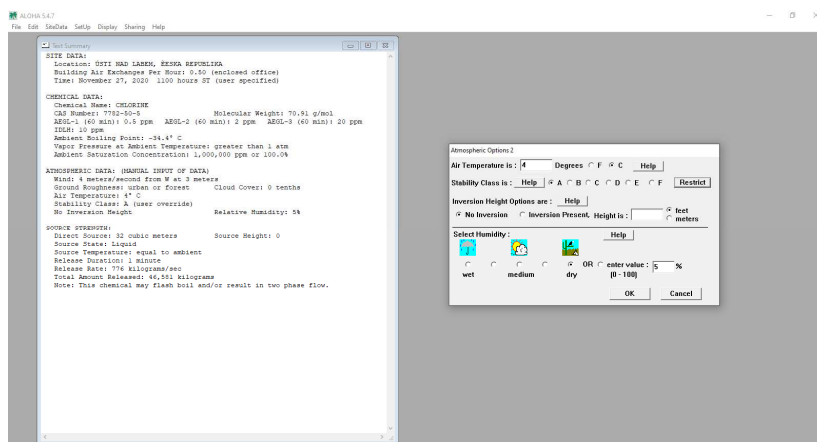 ALOHA 5.4.7
File Edit SiteData SetUp Display Sharing Help
Text Summary
SITE DATA:
Location: ÚSTÍ NAD LABEM, ÈESKA REPUBLIKA
Building Air Exchanges Per Hour: 0.50 (enclosed office)
Time: November 27, 2020 1100 hours ST (user specified)
CHEMICAL DATA:
Chemical Name: CHLORINE
CAS Number: 7782-50-5 Molecular Weight: 70.91 g/mol
AEGL-1 (60 min): 0.5 ppm AEGL-2 (60 min): 2 ppm AEGL-3 (60 min): 20 ppm
IDLH: 10 ppm
Ambient Boiling Point: -34.4° C
Vapor Pressure at Ambient Temperature: greater than 1 atm
Ambient Saturation Concentration: 1,000,000 ppm or 100.0%
ATMOSPHERIC DATA: (MANUAL INPUT OF DATA)
Wind: 4 meters/second from W at 3 meters
Ground Roughness: urban or forest Cloud Cover: 0 tenths
Air Temperature: 4° C
Stability Class: A (user override)
No Inversion Height Relative Humidity: 5%
SOURCE STRENGTH:
Direct Source: 32 cubic meters Source Height: 0
Source State: Liquid
Source Temperature: equal to ambient
Release Duration: 1 minute
Release Rate: 776 kilograms/sec
Total Amount Released: 46,581 kilograms
Note: This chemical may flash boil and/or result in two phase flow.
Atmospheric Options 2
Air Temperature is : 4 Degrees F C Help
Stability Class is : Help A B C D E F Restrict
Inversion Height Options are : Help
No Inversion Inversion Present, Height is : feet
meters
Select Humidity : Help
OR enter value : 5 %
wet medium dry (0 - 100)
OK Cancel